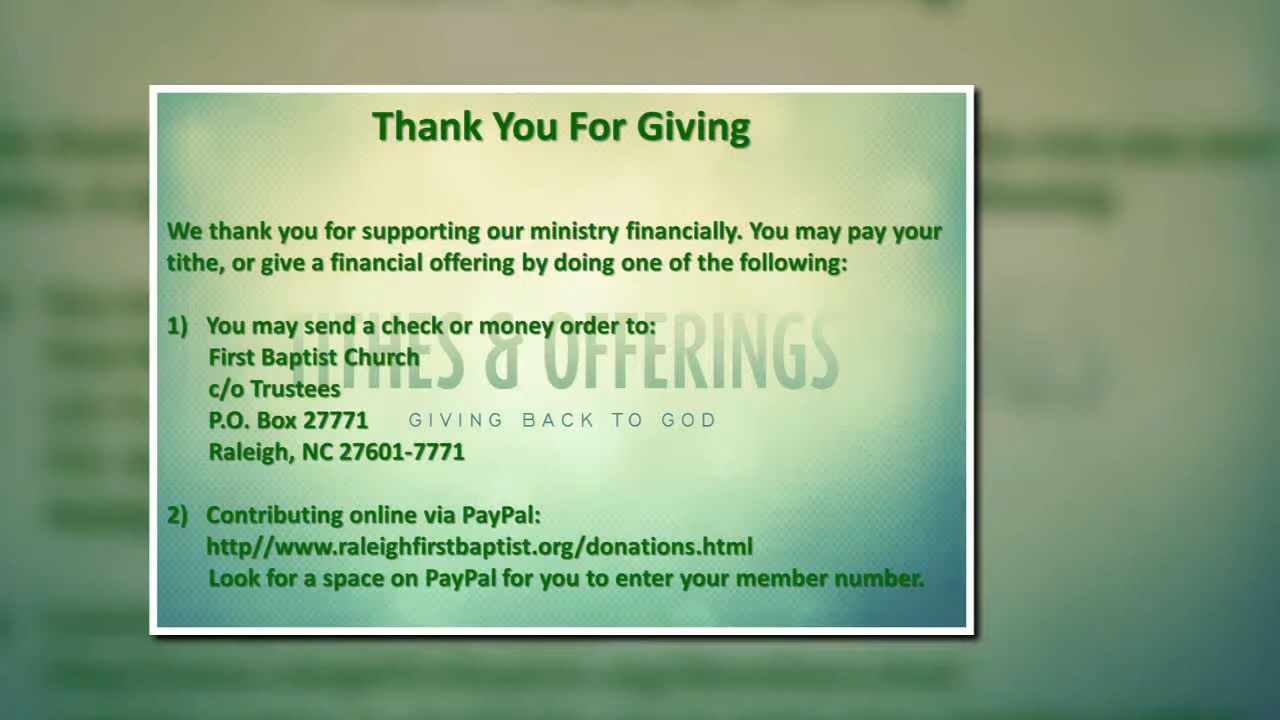 Thank You For Giving
We thank you for supporting our ministry financially. You may pay your
tithe, or give a financial offering by doing one of the following:
1) You may send a check or money order to:
First Baptist Church
TITHES & OFFERINGS
c/o Trustees
P.O. Box 27771
GIVING BACK TO GOD
Raleigh, NC 27601-7771
2) Contributing online via PayPal:
http//www.raleighfirstbaptist.org/donations.html
Look for a space on PayPal for you to enter your member number.